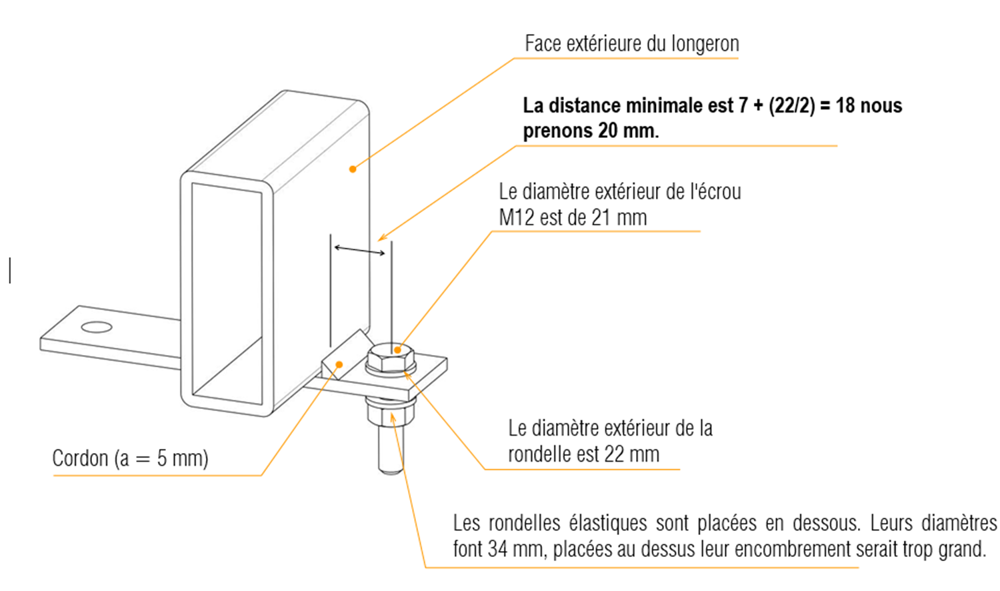 Face extérieure du longeron
La distance minimale est 7 + (22/2) = 18 nous
prenons 20 mm.
Le diamètre extérieur de l'écrou
M12 est de 21 mm
Le diamètre extérieur de la
rondelle est 22 mm
Cordon (a = 5 mm)
Les rondelles élastiques sont placées en dessous. Leurs diamètres
font 34 mm, placées au dessus leur encombrement serait trop grand.